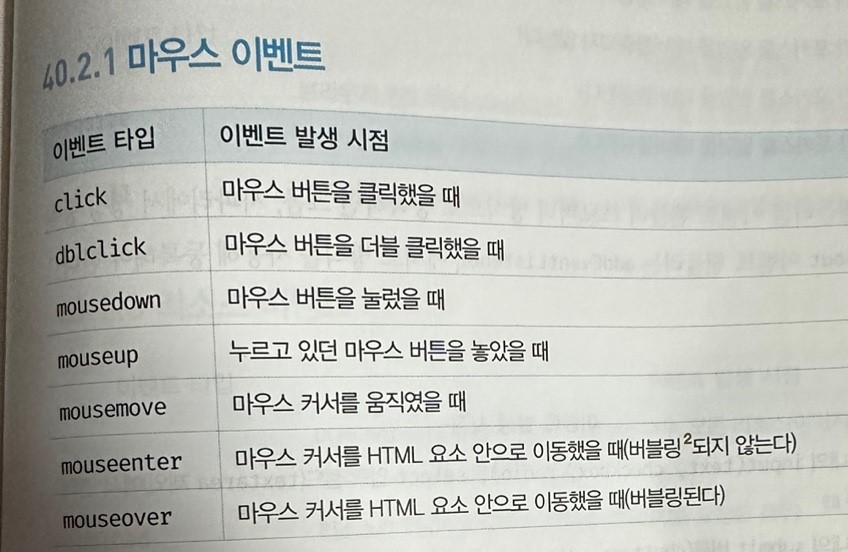 40.2.1 마우스 이벤트
이벤트 타입 이벤트 발생 시점
click 마우스 버튼을 클릭했을 때
dblclick 마우스 버튼을 더블 클릭했을 때
mousedown 마우스 버튼을 눌렀을 때
mouseup 누르고 있던 마우스 버튼을 놓았을 때
mousemove 마우스 커서를 움직였을 때
mouseenter 마우스 커서를 HTML 요소 안으로 이동했을 때(버블링²되지 않는다)
mouseover 마우스 커서를 HTML 요소 안으로 이동했을 때(버블링된다)